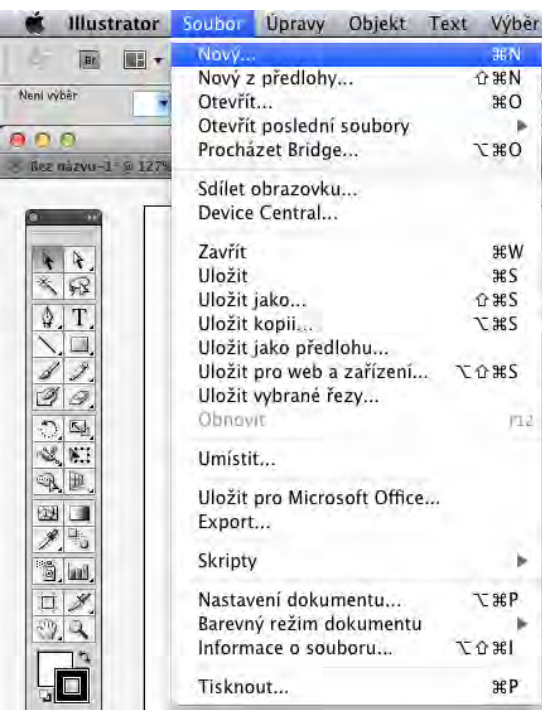 Illustrator Soubor Úpravy Objekt Text Výběr
Br
Není výběr
Bez názvu-1* @ 127%
Nový... ⌘N
Nový z předlohy... ⇧⌘N
Otevřít... ⌘O
Otevřít poslední soubory
Procházet Bridge... ⌥⌘O
Sdílet obrazovku...
Device Central...
Zavřít ⌘W
Uložit ⌘S
Uložit jako... ⇧⌘S
Uložit kopii... ⌥⌘S
Uložit jako předlohu...
Uložit pro web a zařízení... ⌥⇧⌘S
Uložit vybrané řezy...
Obnovit F12
Umístit...
Uložit pro Microsoft Office...
Export...
Skripty
Nastavení dokumentu... ⌥⌘P
Barevný režim dokumentu
Informace o souboru... ⌥⇧⌘I
Tisknout... ⌘P